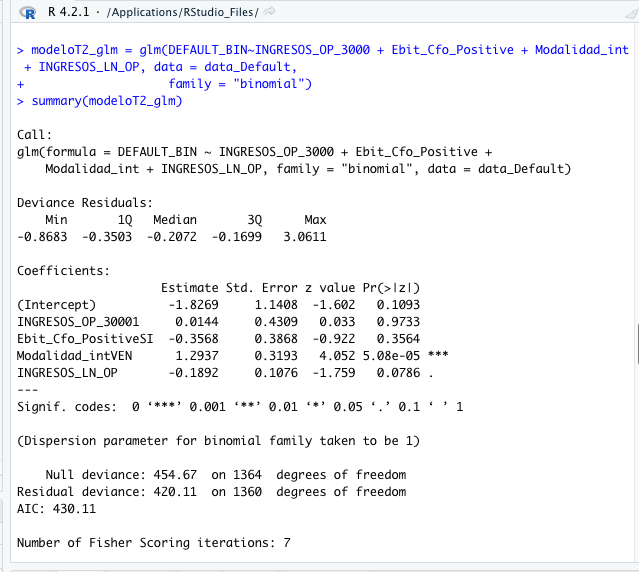 R 4.2.1 · /Applications/RStudio_Files/
> modeloT2_glm = glm(DEFAULT_BIN~INGRESOS_OP_3000 + Ebit_Cfo_Positive + Modalidad_int
 + INGRESOS_LN_OP, data = data_Default,
+                    family = "binomial")
> summary(modeloT2_glm)

Call:
glm(formula = DEFAULT_BIN ~ INGRESOS_OP_3000 + Ebit_Cfo_Positive +
    Modalidad_int + INGRESOS_LN_OP, family = "binomial", data = data_Default)

Deviance Residuals:
    Min      1Q  Median      3Q     Max
-0.8683 -0.3503 -0.2072 -0.1699  3.0611

Coefficients:
                    Estimate Std. Error z value Pr(>|z|)
(Intercept)          -1.8269     1.1408  -1.602   0.1093
INGRESOS_OP_30001     0.0144     0.4309   0.033   0.9733
Ebit_Cfo_PositiveSI  -0.3568     0.3868  -0.922   0.3564
Modalidad_intVEN      1.2937     0.3193   4.052 5.08e-05 ***
INGRESOS_LN_OP       -0.1892     0.1076  -1.759   0.0786 .
---
Signif. codes:  0 ‘***’ 0.001 ‘**’ 0.01 ‘*’ 0.05 ‘.’ 0.1 ‘ ’ 1

(Dispersion parameter for binomial family taken to be 1)

    Null deviance: 454.67  on 1364  degrees of freedom
Residual deviance: 420.11  on 1360  degrees of freedom
AIC: 430.11

Number of Fisher Scoring iterations: 7